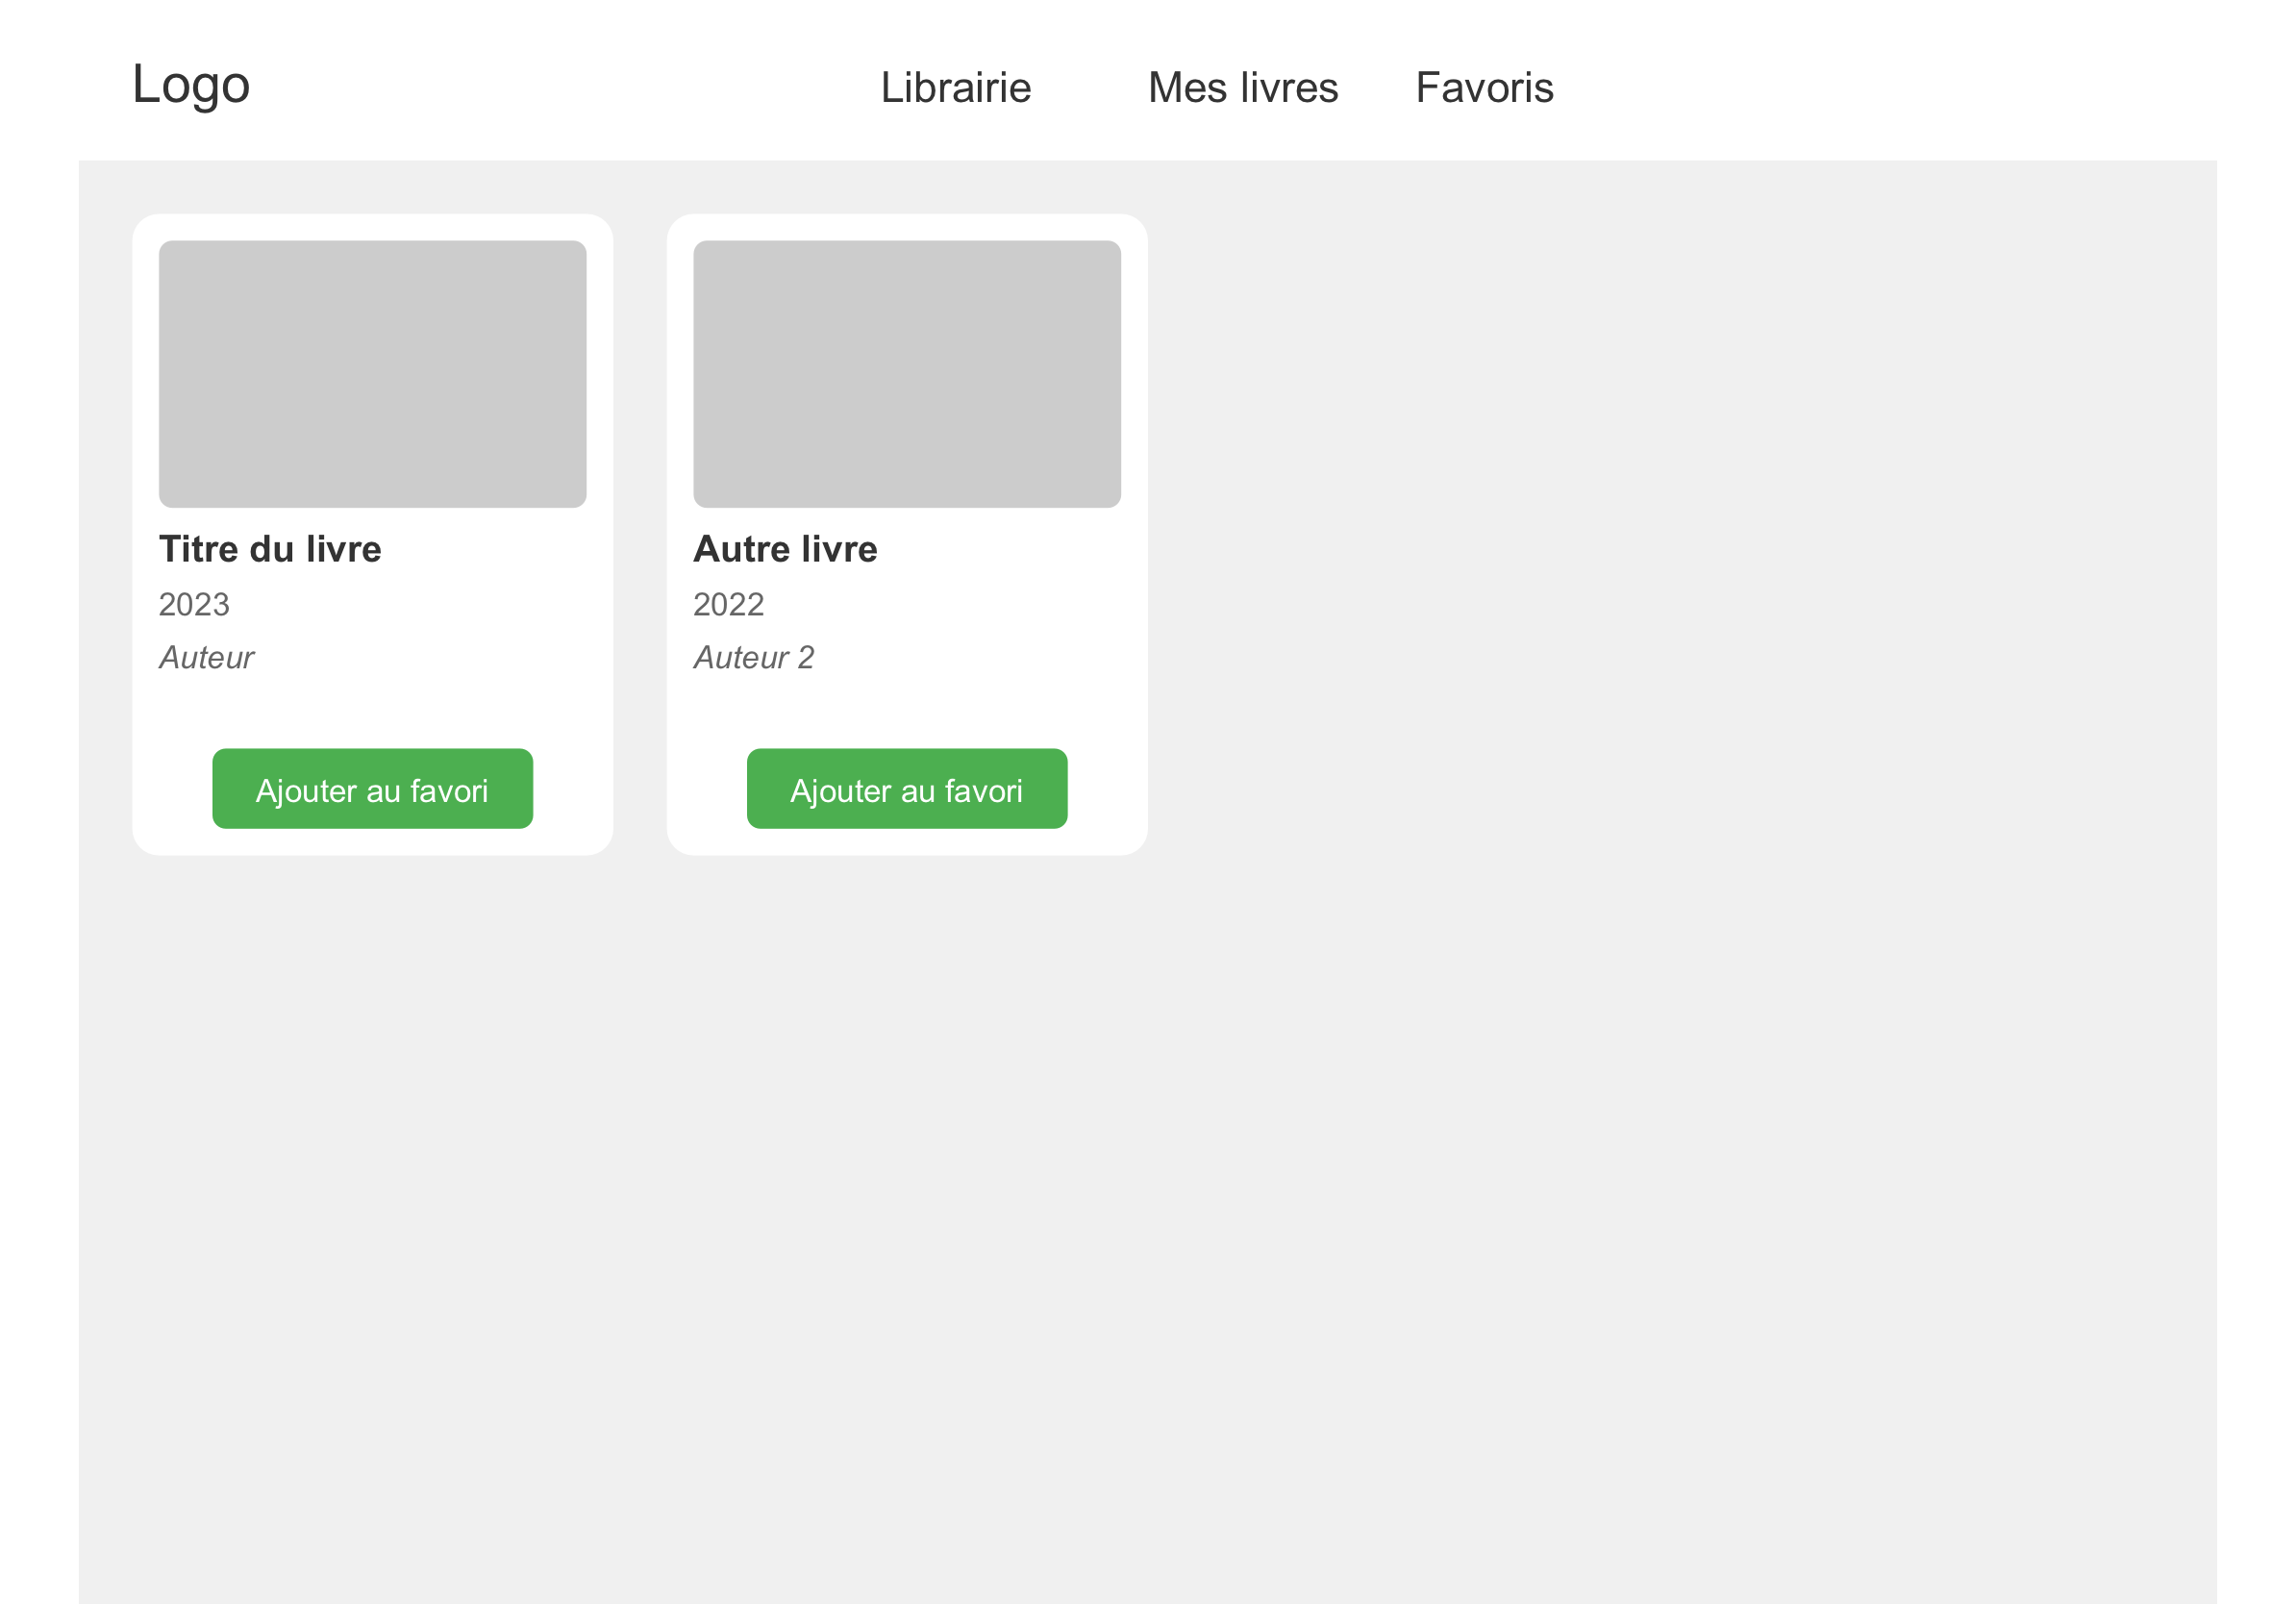 Logo
Librairie
Mes livres
Favoris
Titre du livre
2023
Auteur
Ajouter au favori
Autre livre
2022
Auteur 2
Ajouter au favori